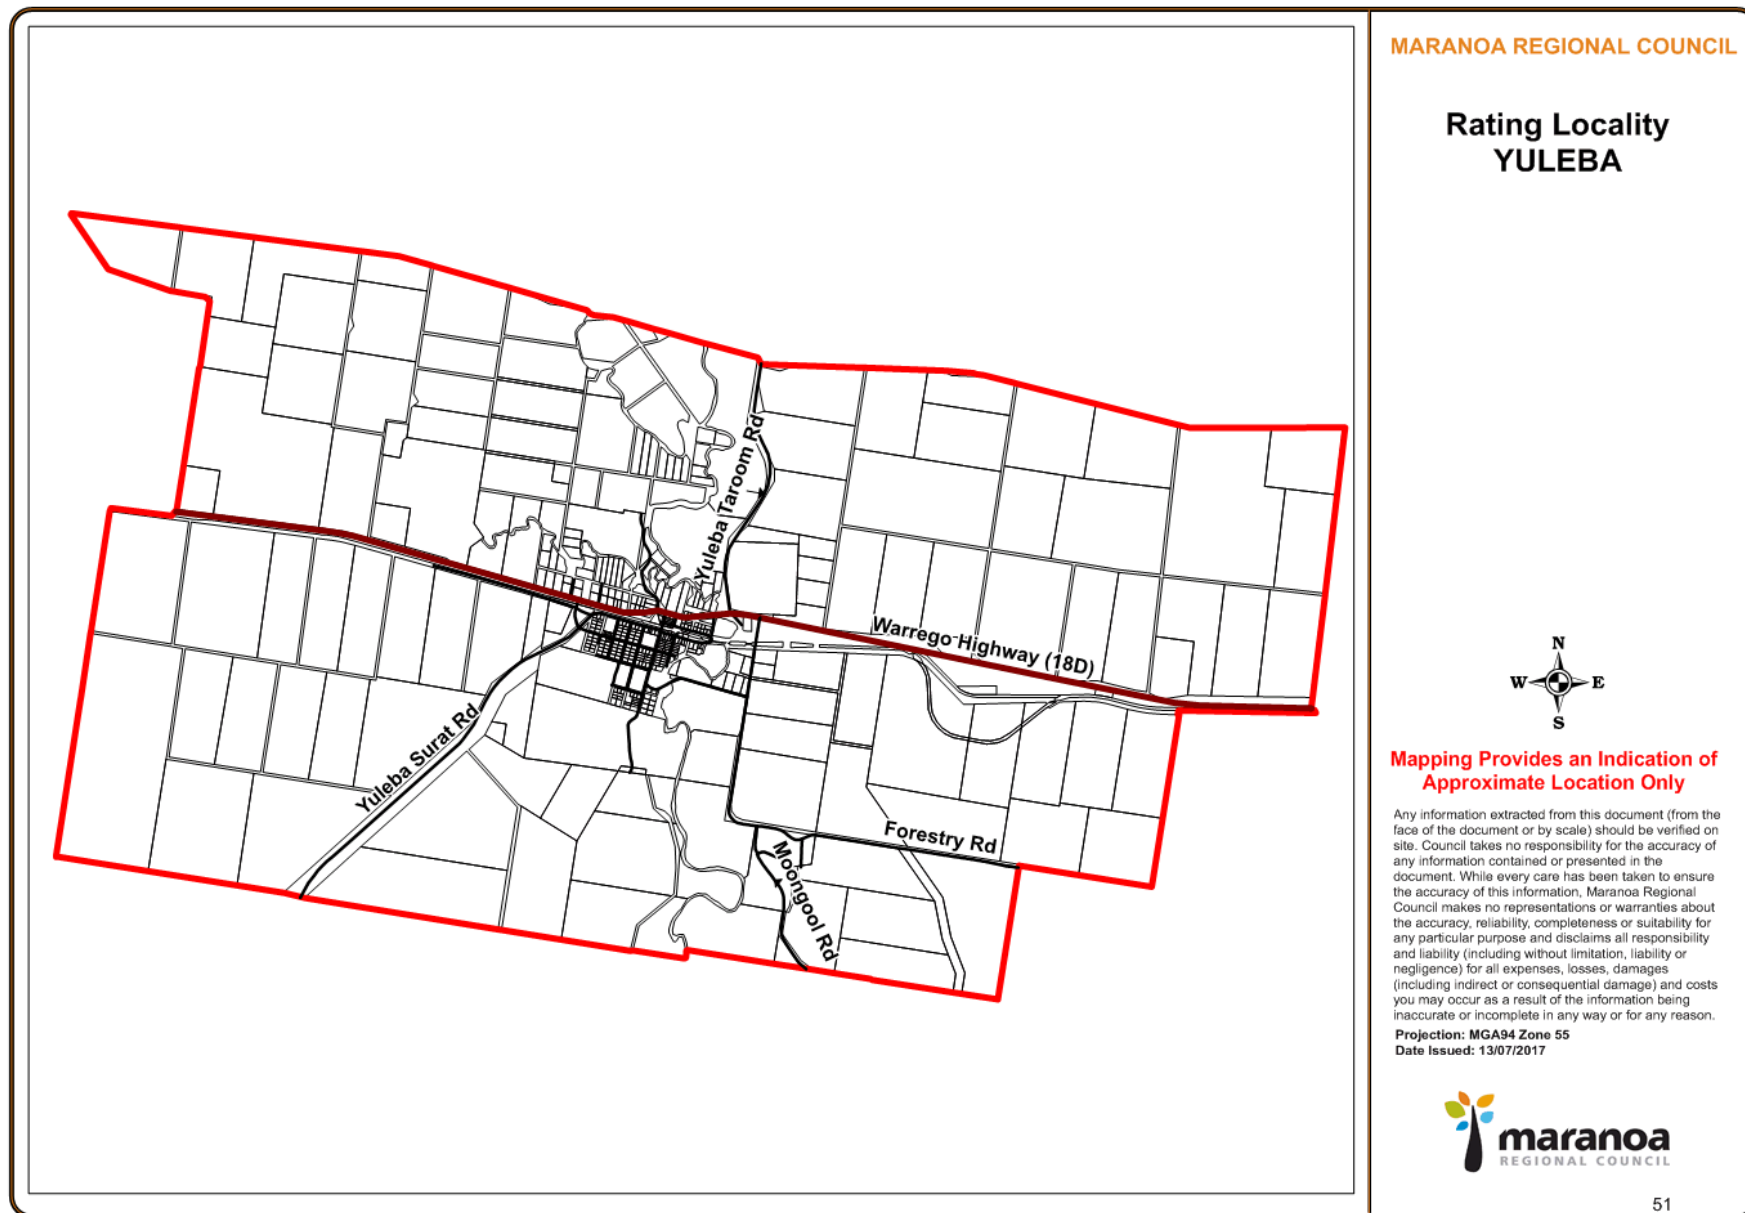 MARANOA REGIONAL COUNCIL
Rating Locality
YULEBA
Yuleba Taroom Rd
Warrego Highway (18D)
Yuleba Surat Rd
Forestry Rd
Moongool Rd
N
W
E
S
Mapping Provides an Indication of
Approximate Location Only
Any information extracted from this document (from the
face of the document or by scale) should be verified on
site. Council takes no responsibility for the accuracy of
any information contained or presented in the
document. While every care has been taken to ensure
the accuracy of this information, Maranoa Regional
Council makes no representations or warranties about
the accuracy, reliability, completeness or suitability for
any particular purpose and disclaims all responsibility
and liability (including without limitation, liability or
negligence) for all expenses, losses, damages
(including indirect or consequential damage) and costs
you may occur as a result of the information being
inaccurate or incomplete in any way or for any reason.
Projection: MGA94 Zone 55
Date Issued: 13/07/2017
maranoa
REGIONAL COUNCIL
51